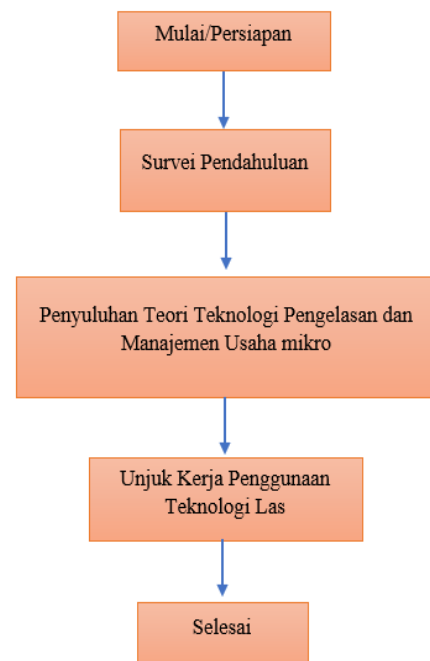 Mulai/Persiapan
Survei Pendahuluan
Penyuluhan Teori Teknologi Pengelasan dan
Manajemen Usaha mikro
Unjuk Kerja Penggunaan
Teknologi Las
Selesai